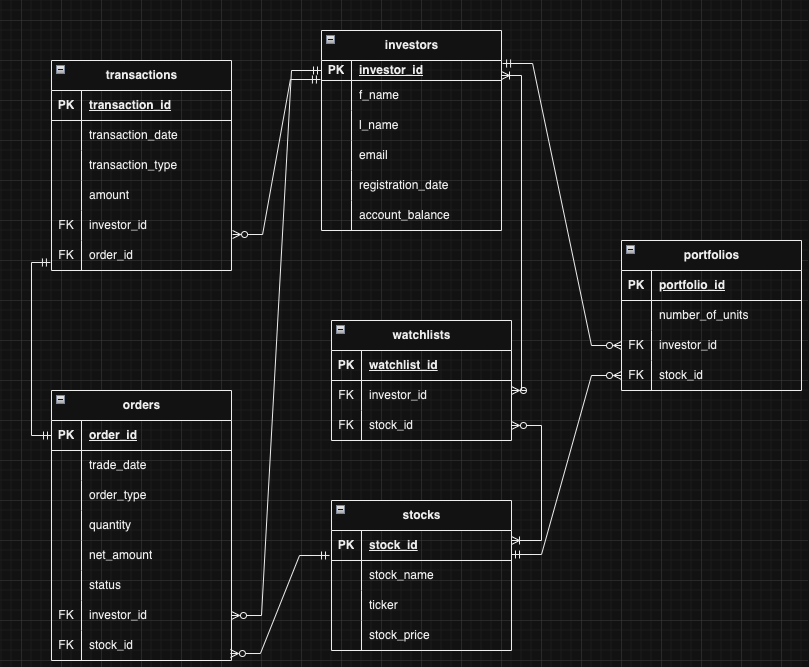 transactions
PK transaction_id
transaction_date
transaction_type
amount
FK investor_id
FK order_id
investors
PK investor_id
f_name
l_name
email
registration_date
account_balance
portfolios
PK portfolio_id
number_of_units
FK investor_id
FK stock_id
watchlists
PK watchlist_id
FK investor_id
FK stock_id
orders
PK order_id
trade_date
order_type
quantity
net_amount
status
FK investor_id
FK stock_id
stocks
PK stock_id
stock_name
ticker
stock_price